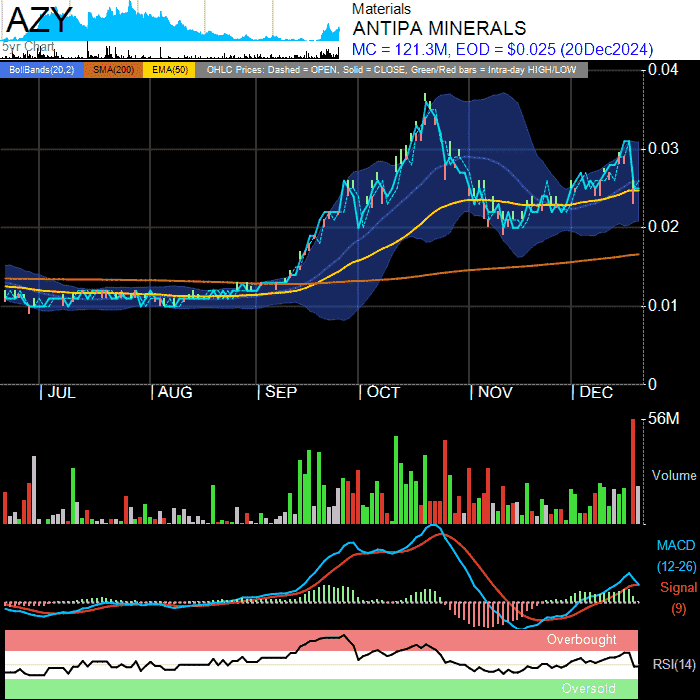 AZY
5yr Chart
Materials
ANTIPA MINERALS
MC = 121.3M, EOD = $0.025 (20Dec2024)
BollBands(20,2) SMA(200) EMA(50) OHLC Prices: Dashed = OPEN, Solid = CLOSE, Green/Red bars = Intra-day HIGH/LOW
0.04
0.03
0.02
0.01
0
JUL AUG SEP OCT NOV DEC
56M
Volume
MACD
(12-26)
Signal
(9)
Overbought
RSI(14)
Oversold